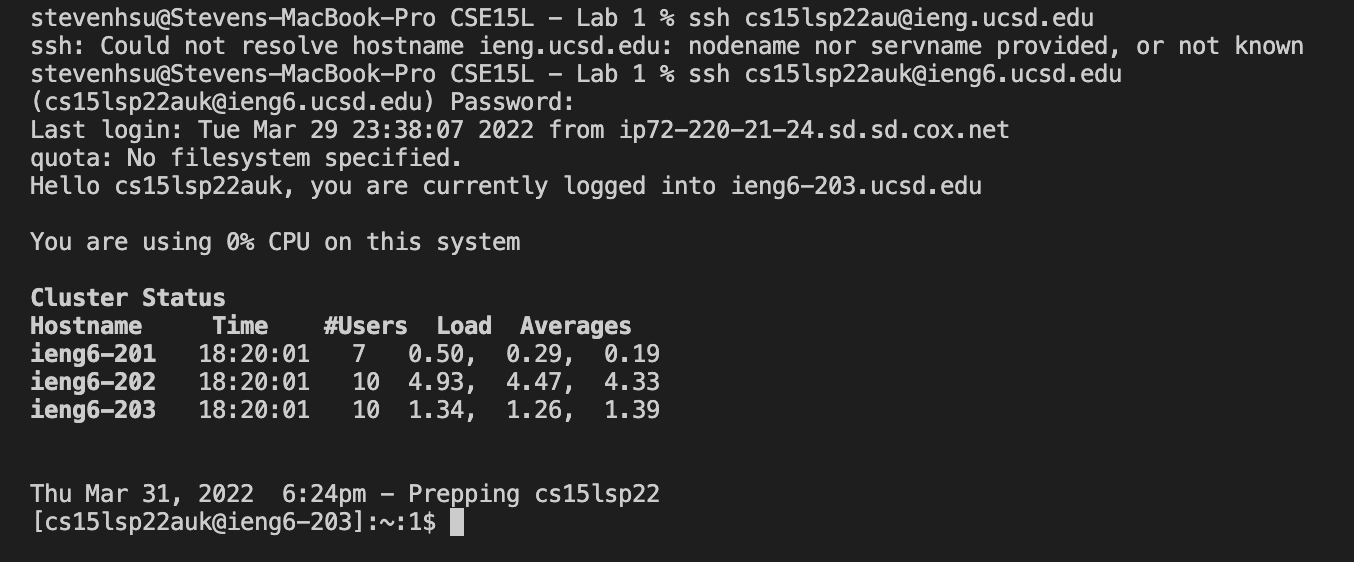 stevenhsu@Stevens-MacBook-Pro CSE15L - Lab 1 % ssh cs15lsp22au@ieng.ucsd.edu
ssh: Could not resolve hostname ieng.ucsd.edu: nodename nor servname provided, or not known
stevenhsu@Stevens-MacBook-Pro CSE15L - Lab 1 % ssh cs15lsp22auk@ieng6.ucsd.edu
(cs15lsp22auk@ieng6.ucsd.edu) Password:
Last login: Tue Mar 29 23:38:07 2022 from ip72-220-21-24.sd.sd.cox.net
quota: No filesystem specified.
Hello cs15lsp22auk, you are currently logged into ieng6-203.ucsd.edu
You are using 0% CPU on this system
Cluster Status
Hostname     Time    #Users  Load  Averages
ieng6-201   18:20:01   7   0.50,  0.29,  0.19
ieng6-202   18:20:01   10  4.93,  4.47,  4.33
ieng6-203   18:20:01   10  1.34,  1.26,  1.39
Thu Mar 31, 2022  6:24pm - Prepping cs15lsp22
[cs15lsp22auk@ieng6-203]:~:1$